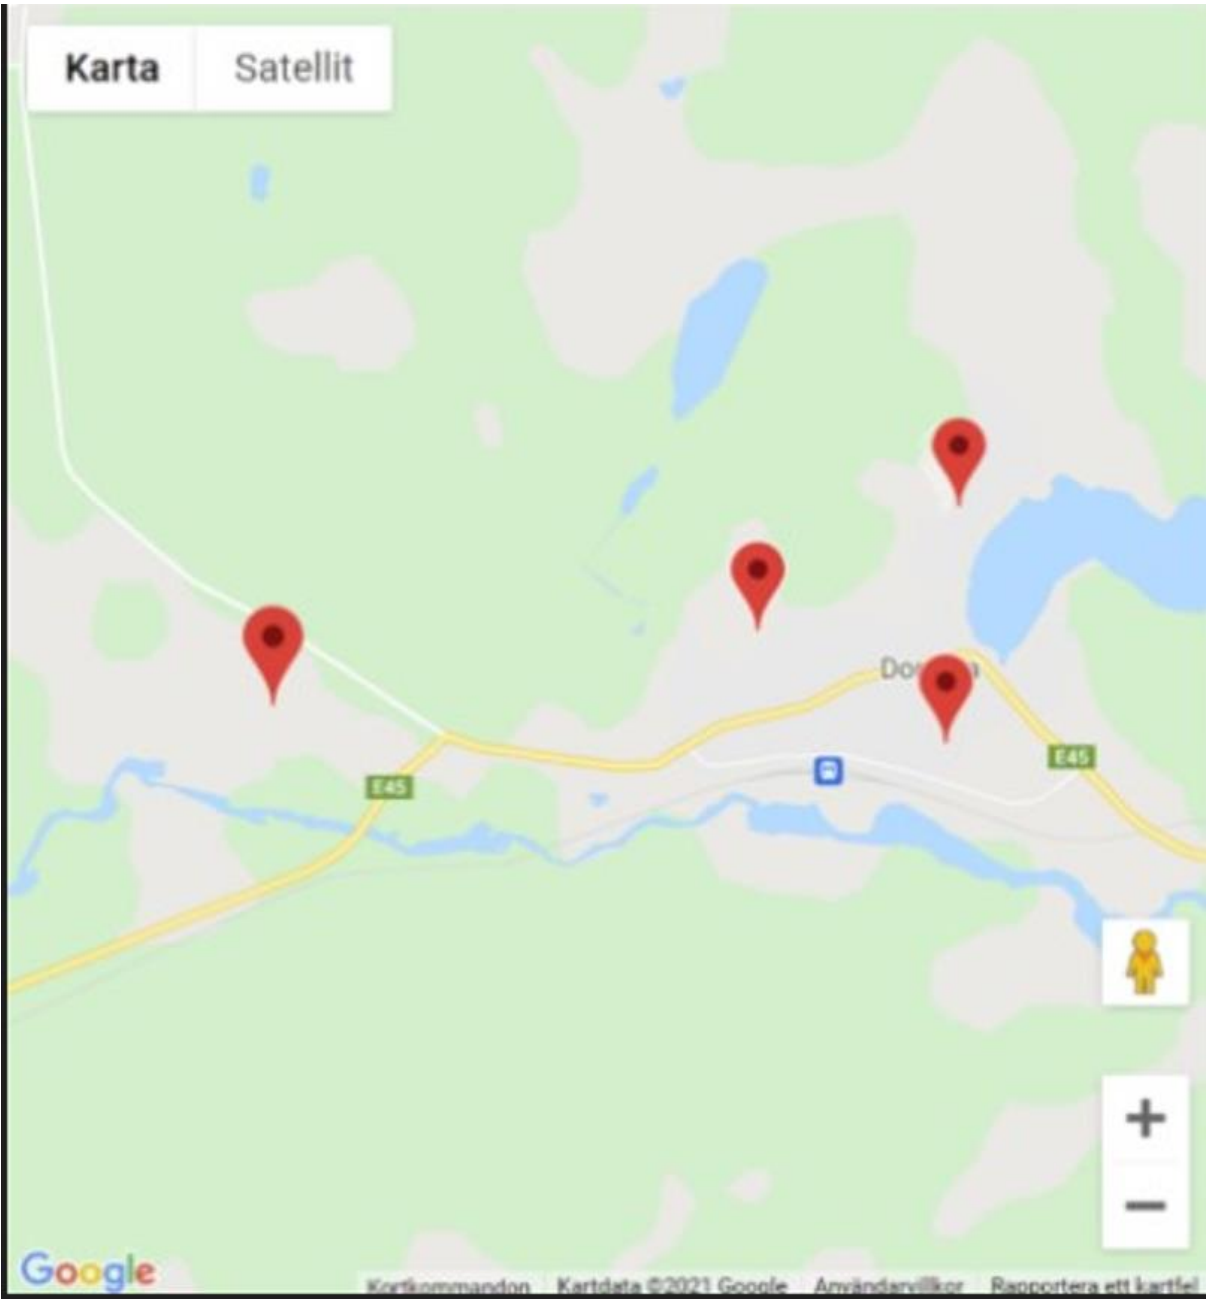 Karta Satellit
E45
E45
Google
Kortkommandon Kartdata ©2021 Google Användarvillkor Rapportera ett kartfel